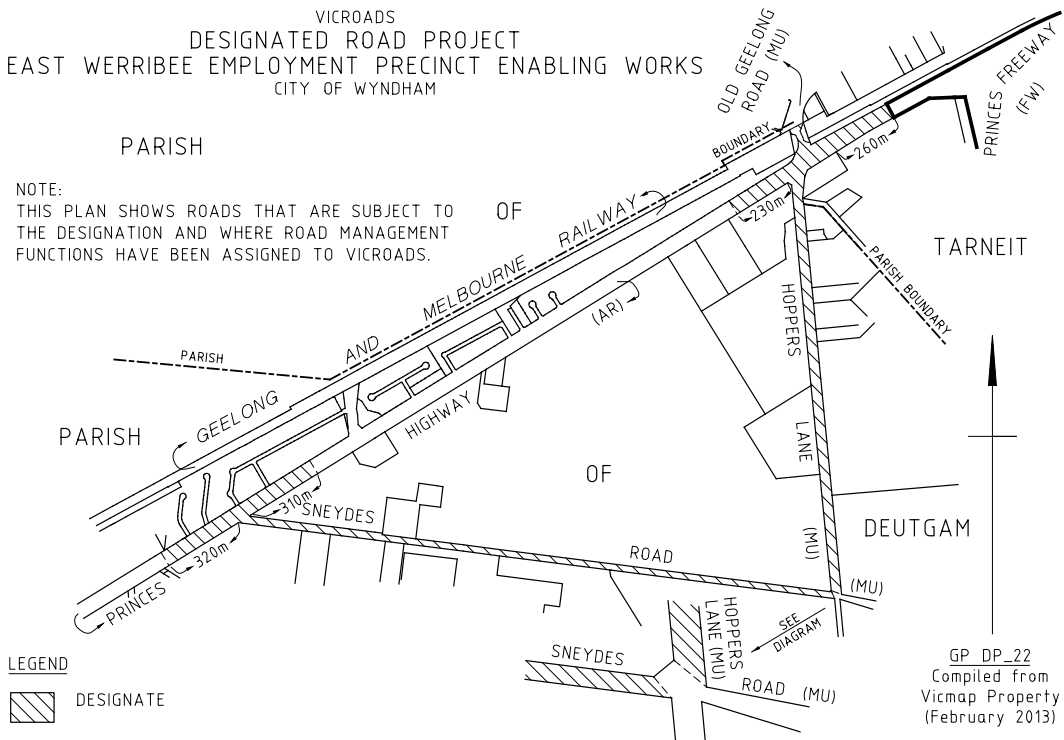 VICROADS
DESIGNATED ROAD PROJECT
EAST WERRIBEE EMPLOYMENT PRECINCT ENABLING WORKS
CITY OF WYNDHAM
OLD GEELONG
ROAD (MU)
PRINCES FREEWAY
(FW)
PARISH
BOUNDARY
260m
NOTE:
THIS PLAN SHOWS ROADS THAT ARE SUBJECT TO
THE DESIGNATION AND WHERE ROAD MANAGEMENT
FUNCTIONS HAVE BEEN ASSIGNED TO VICROADS.
OF
230m
TARNEIT
PARISH BOUNDARY
GEELONG AND MELBOURNE RAILWAY
(AR)
HOPPERS
LANE
(MU)
PARISH
HIGHWAY
PARISH
OF
310m
320m
PRINCES
SNEYDES
ROAD
(MU)
DEUTGAM
SEE
DIAGRAM
HOPPERS
LANE (MU)
SNEYDES
ROAD (MU)
LEGEND
DESIGNATE
GP DP_22
Compiled from
Vicmap Property
(February 2013)